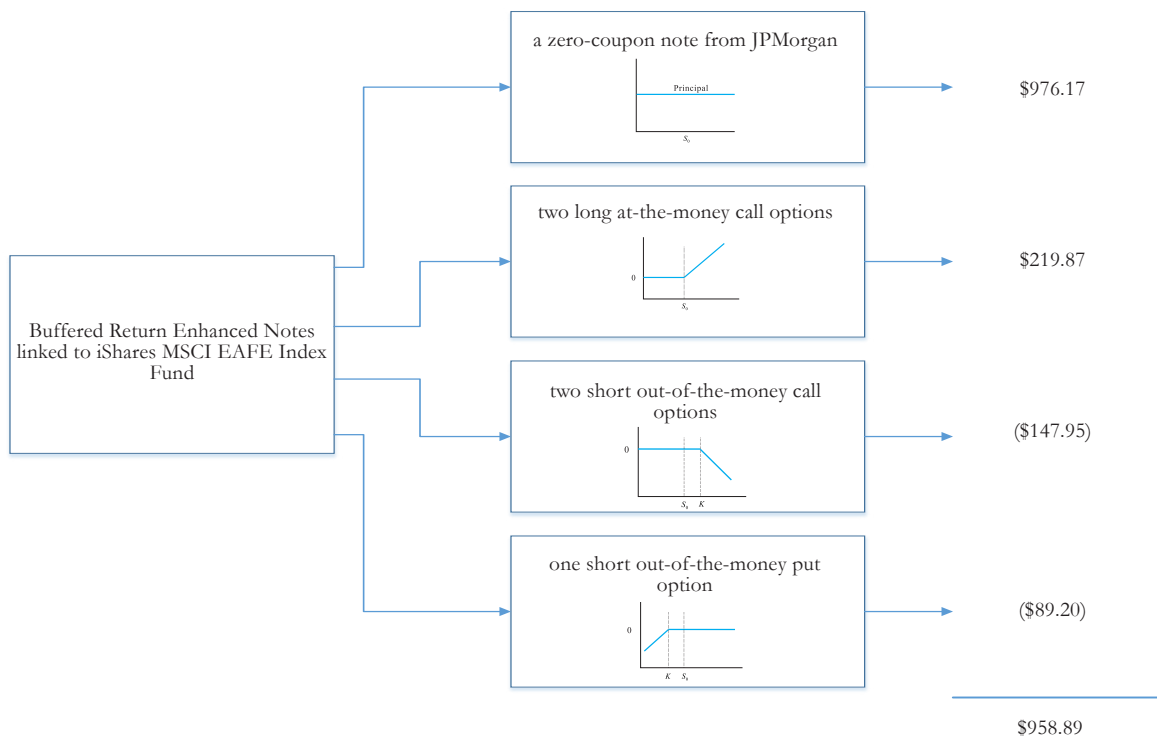 a zero-coupon note from JPMorgan
Principal
S₀
$976.17
two long at-the-money call options
0
S₀
$219.87
Buffered Return Enhanced Notes
linked to iShares MSCI EAFE Index
Fund
two short out-of-the-money call
options
0
S₀ K
($147.95)
one short out-of-the-money put
option
0
K S₀
($89.20)
$958.89